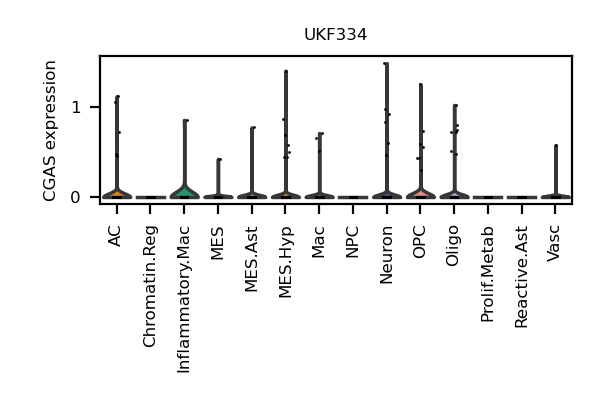 UKF334
CGAS expression
1
0
AC
Chromatin.Reg
Inflammatory.Mac
MES
MES.Ast
MES.Hyp
Mac
NPC
Neuron
OPC
Oligo
Prolif.Metab
Reactive.Ast
Vasc